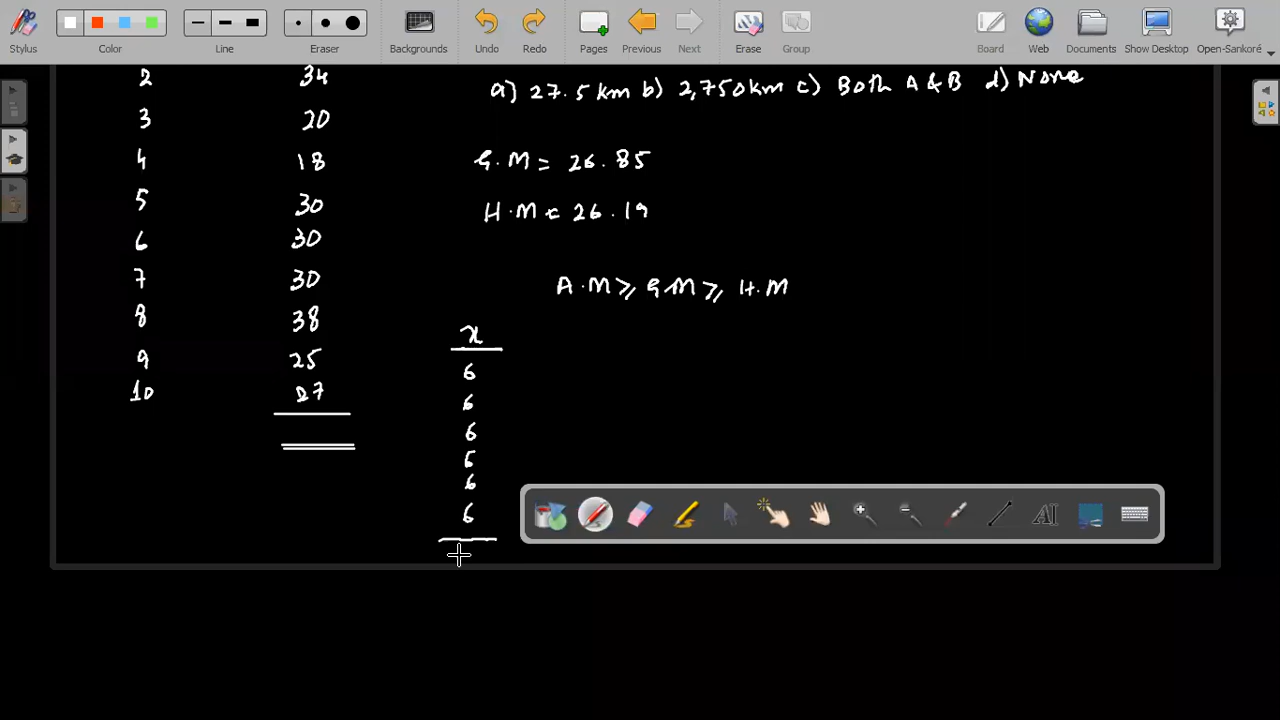 Stylus Color Line Eraser Backgrounds Undo Redo Pages Previous Next Erase Group Board Web Documents Show Desktop Open-Sankoré
2 34
a) 27.5 km b) 2,750 km c) Both A & B d) None
3 20
4 18
G.M = 26.85
5 30
H.M = 26.19
6 30
7 30
A.M ⩾ G.M ⩾ H.M
8 38
x
9 25
6
10 27
6
6
6
6
6
AI